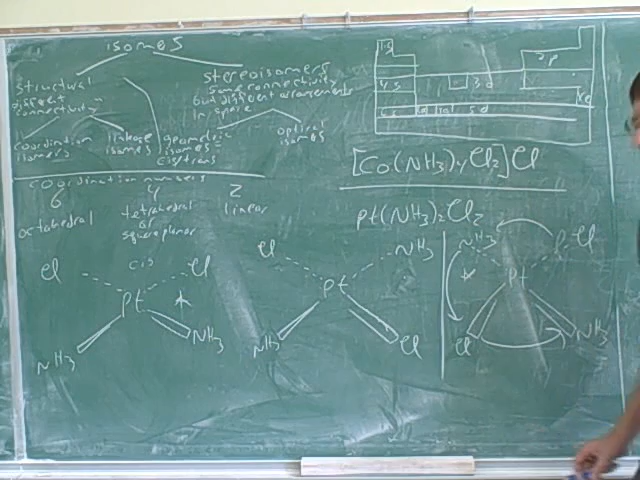 isomers
structural
different
connectivity
stereoisomers
same connectivity
but different arrangements
in space
coordination
isomers
linkage
isomers
geometric
isomers=
cis/trans
optical
isomers
coordination numbers
6
4
2
octahedral
tetrahedral
or
square planar
linear
1s
4s
3d
2p
5d
[Co(NH3)4Cl2]Cl
Pt(NH3)2Cl2
cis
Cl
Cl
Pt
NH3
NH3
Cl
NH3
Pt
NH3
Cl
NH3
Cl
Pt
Cl
NH3